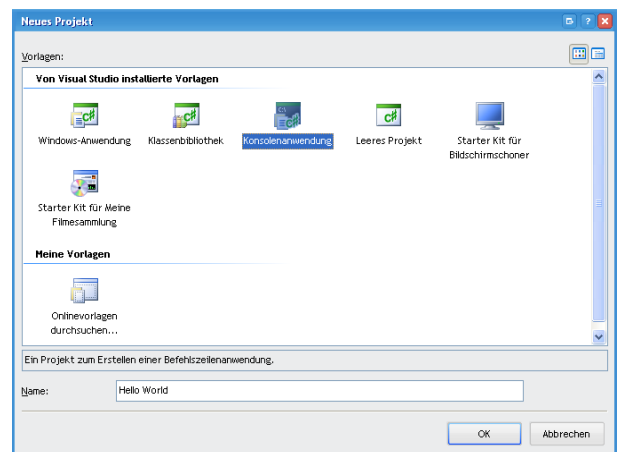 Neues Projekt
Vorlagen:
Von Visual Studio installierte Vorlagen
Windows-Anwendung
Klassenbibliothek
Konsolenanwendung
Leeres Projekt
Starter Kit für
Bildschirmschoner
Starter Kit für Meine
Filmesammlung
Meine Vorlagen
Onlinevorlagen
durchsuchen...
Ein Projekt zum Erstellen einer Befehlszeilenanwendung.
Name:
Hello World
OK
Abbrechen